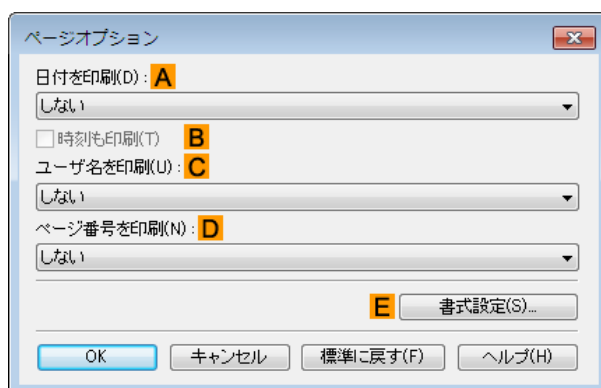 ページオプション
日付を印刷(D) : A
しない
時刻も印刷(T) B
ユーザ名を印刷(U) : C
しない
ページ番号を印刷(N) : D
しない
E 書式設定(S)...
OK キャンセル 標準に戻す(F) ヘルプ(H)